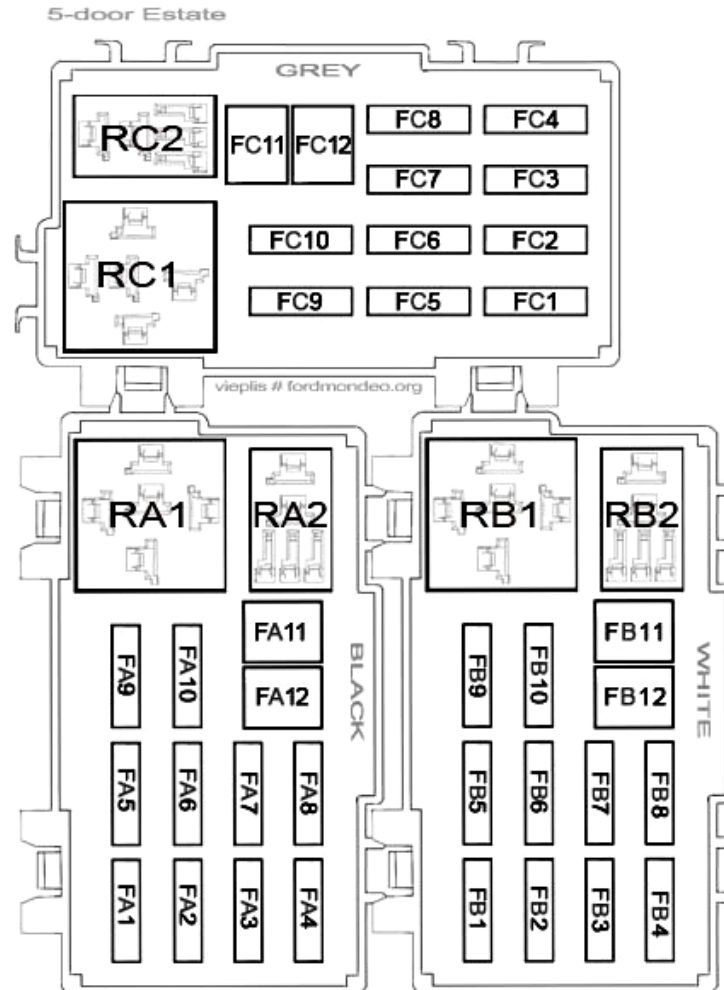 5-door Estate
GREY
RC2
FC11
FC12
FC8
FC4
FC7
FC3
RC1
FC10
FC6
FC2
FC9
FC5
FC1
vieplis # fordmondeo.org
RA1
RA2
FA11
FA12
BLACK
FA9
FA10
FA5
FA6
FA7
FA8
FA1
FA2
FA3
FA4
RB1
RB2
FB11
FB12
WHITE
FB9
FB10
FB5
FB6
FB7
FB8
FB1
FB2
FB3
FB4